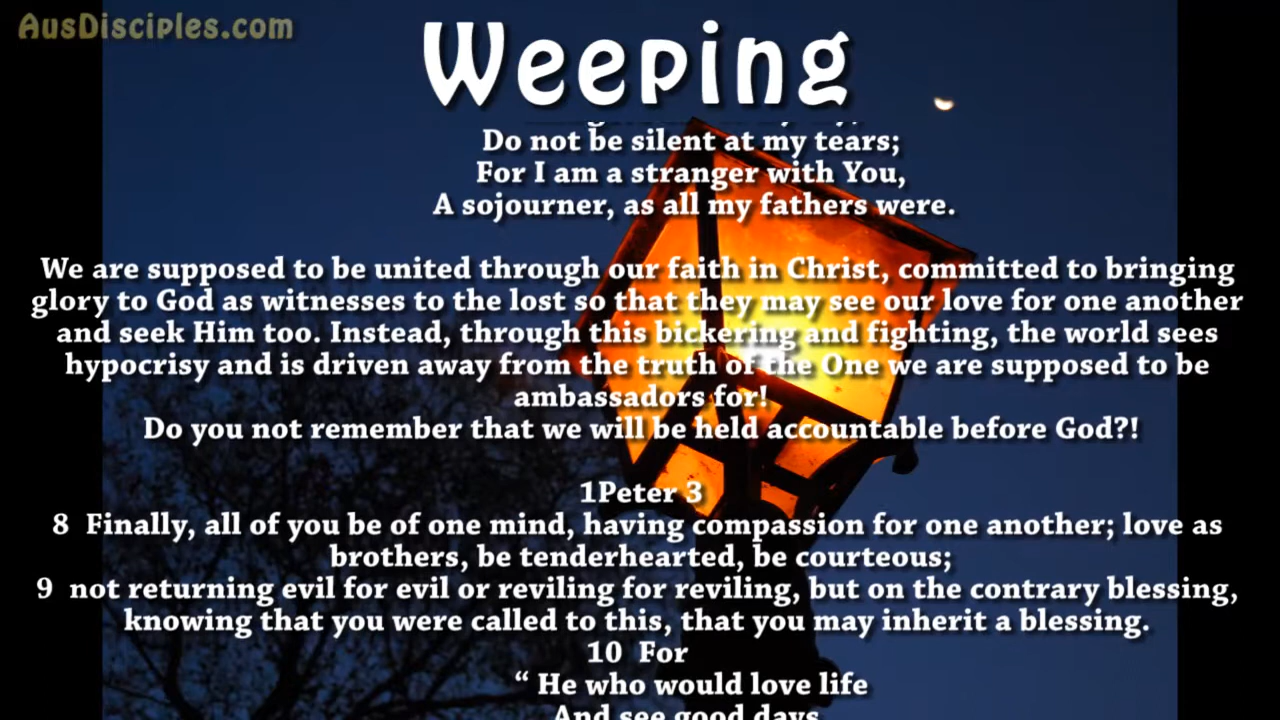 AusDisciples.com
Weeping
Do not be silent at my tears;
For I am a stranger with You,
A sojourner, as all my fathers were.
We are supposed to be united through our faith in Christ, committed to bringing
glory to God as witnesses to the lost so that they may see our love for one another
and seek Him too. Instead, through this bickering and fighting, the world sees
hypocrisy and is driven away from the truth of the One we are supposed to be
ambassadors for!
Do you not remember that we will be held accountable before God?!
1Peter 3
8 Finally, all of you be of one mind, having compassion for one another; love as
brothers, be tenderhearted, be courteous;
9 not returning evil for evil or reviling for reviling, but on the contrary blessing,
knowing that you were called to this, that you may inherit a blessing.
10 For
“ He who would love life
And see good days